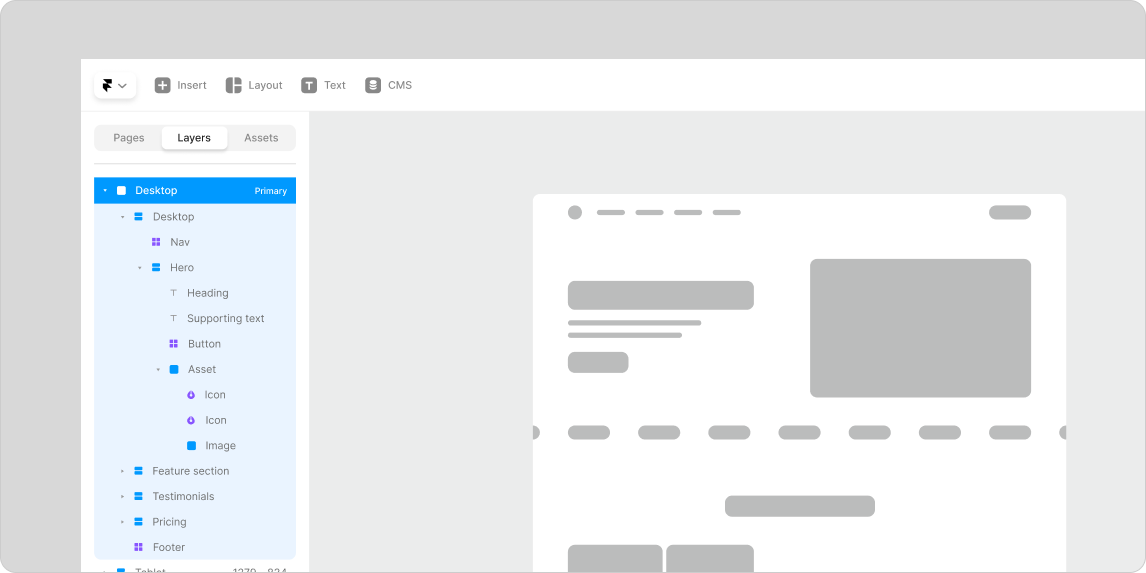 Insert Layout Text CMS
Pages Layers Assets
Desktop Primary
Desktop
Nav
Hero
Heading
Supporting text
Button
Asset
Icon
Icon
Image
Feature section
Testimonials
Pricing
Footer
Tablet